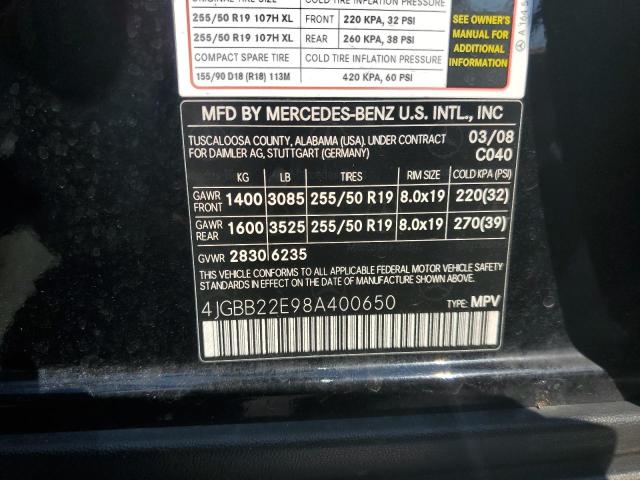 255/50 R19 107H XL FRONT 220 KPA, 32 PSI
255/50 R19 107H XL REAR 260 KPA, 38 PSI
COMPACT SPARE TIRE COLD TIRE INFLATION PRESSURE
155/90 D18 (R18) 113M 420 KPA, 60 PSI
SEE OWNER'S
MANUAL FOR
ADDITIONAL
INFORMATION
A 164 5
MFD BY MERCEDES-BENZ U.S. INTL., INC
TUSCALOOSA COUNTY, ALABAMA (USA). UNDER CONTRACT 03/08
FOR DAIMLER AG, STUTTGART (GERMANY) C040
KG LB TIRES RIM SIZE COLD KPA (PSI)
GAWR FRONT 1400 3085 255/50 R19 8.0x19 220(32)
GAWR REAR 1600 3525 255/50 R19 8.0x19 270(39)
GVWR 2830 6235
THIS VEHICLE CONFORMS TO ALL APPLICABLE FEDERAL MOTOR VEHICLE SAFETY
STANDARDS IN EFFECT ON THE DATE OF MANUFACTURE SHOWN ABOVE.
4JGBB22E98A400650 TYPE: MPV